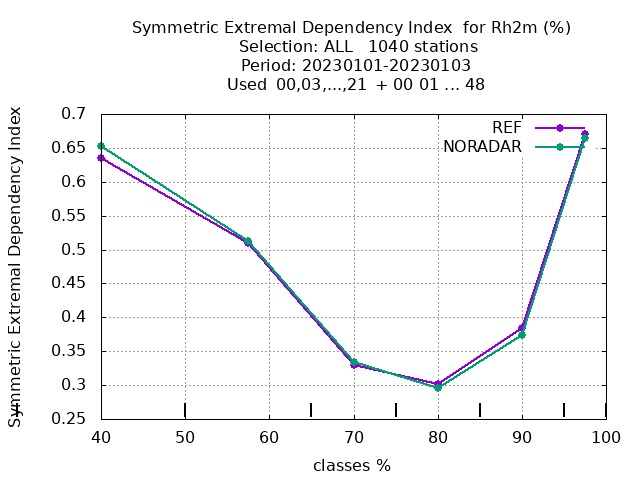 Symmetric Extremal Dependency Index  for Rh2m (%)
Selection: ALL   1040 stations
Period: 20230101-20230103
Used  00,03,...,21  + 00 01 ... 48
Symmetric Extremal Dependency Index
0.7
0.65
0.6
0.55
0.5
0.45
0.4
0.35
0.3
0.25
REF
NORADAR
40 50 60 70 80 90 100
classes %